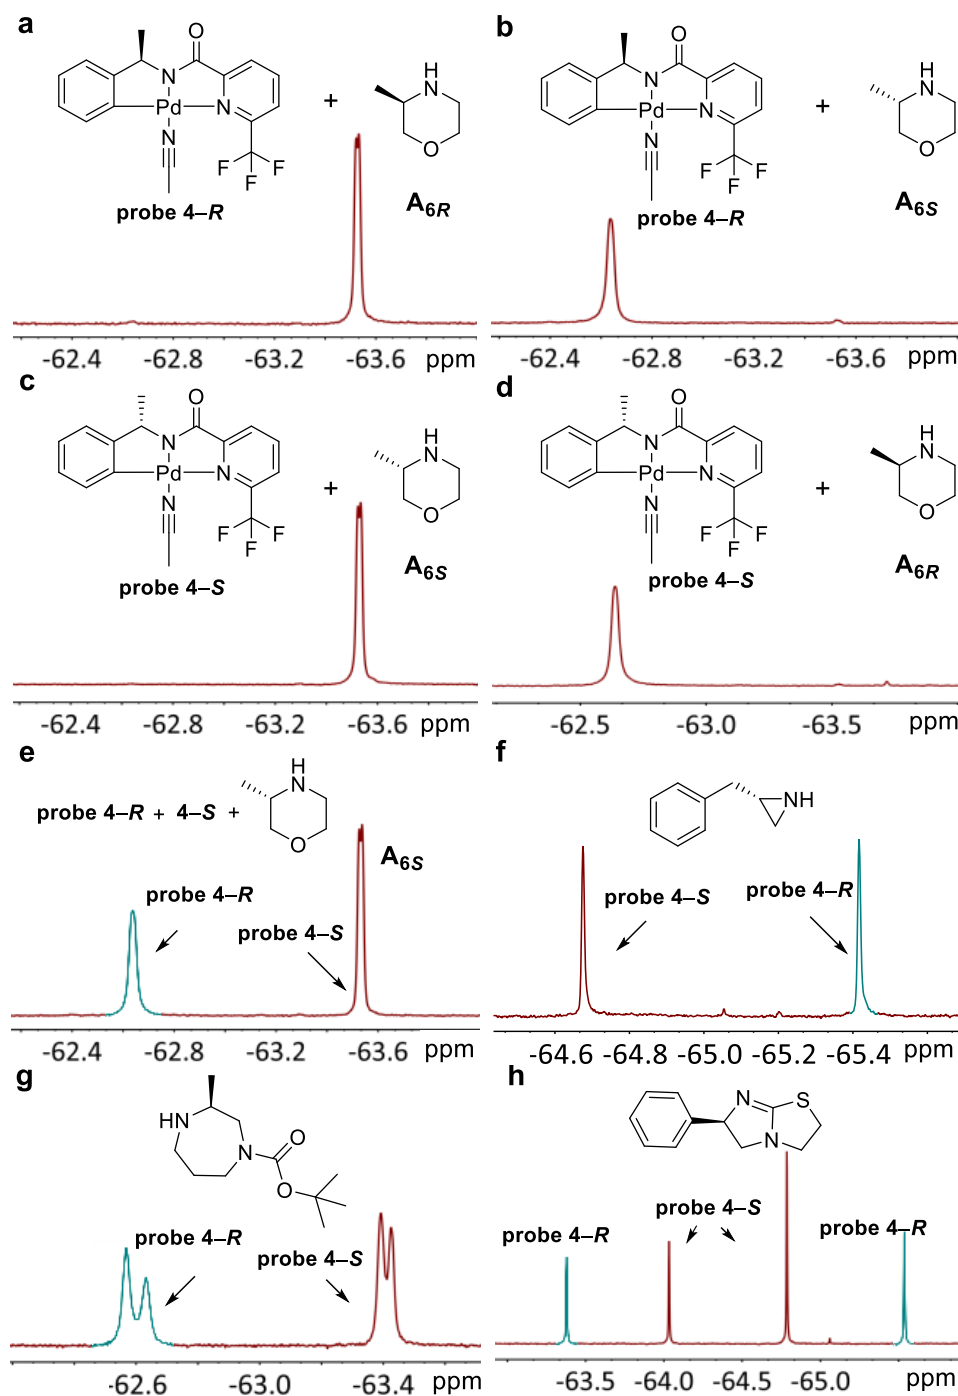 a
O
N
Pd
N
N
F
F
F
probe 4–R
+
H
N
O
A6R
-62.4 -62.8 -63.2 -63.6 ppm
b
O
N
Pd
N
N
F
F
F
probe 4–R
+
H
N
O
A6S
-62.4 -62.8 -63.2 -63.6 ppm
c
O
N
Pd
N
N
F
F
F
probe 4–S
+
H
N
O
A6S
-62.4 -62.8 -63.2 -63.6 ppm
d
O
N
Pd
N
N
F
F
F
probe 4–S
+
H
N
O
A6R
-62.5 -63.0 -63.5 ppm
e
probe 4–R + 4–S +
H
N
O
A6S
probe 4–R
probe 4–S
-62.4 -62.8 -63.2 -63.6 ppm
f
NH
probe 4–S
probe 4–R
-64.6 -64.8 -65.0 -65.2 -65.4 ppm
g
HN
N
O
O
probe 4–R
probe 4–S
-62.6 -63.0 -63.4 ppm
h
N
S
N
probe 4–R
probe 4–S
probe 4–R
-63.5 -64.0 -64.5 -65.0 ppm